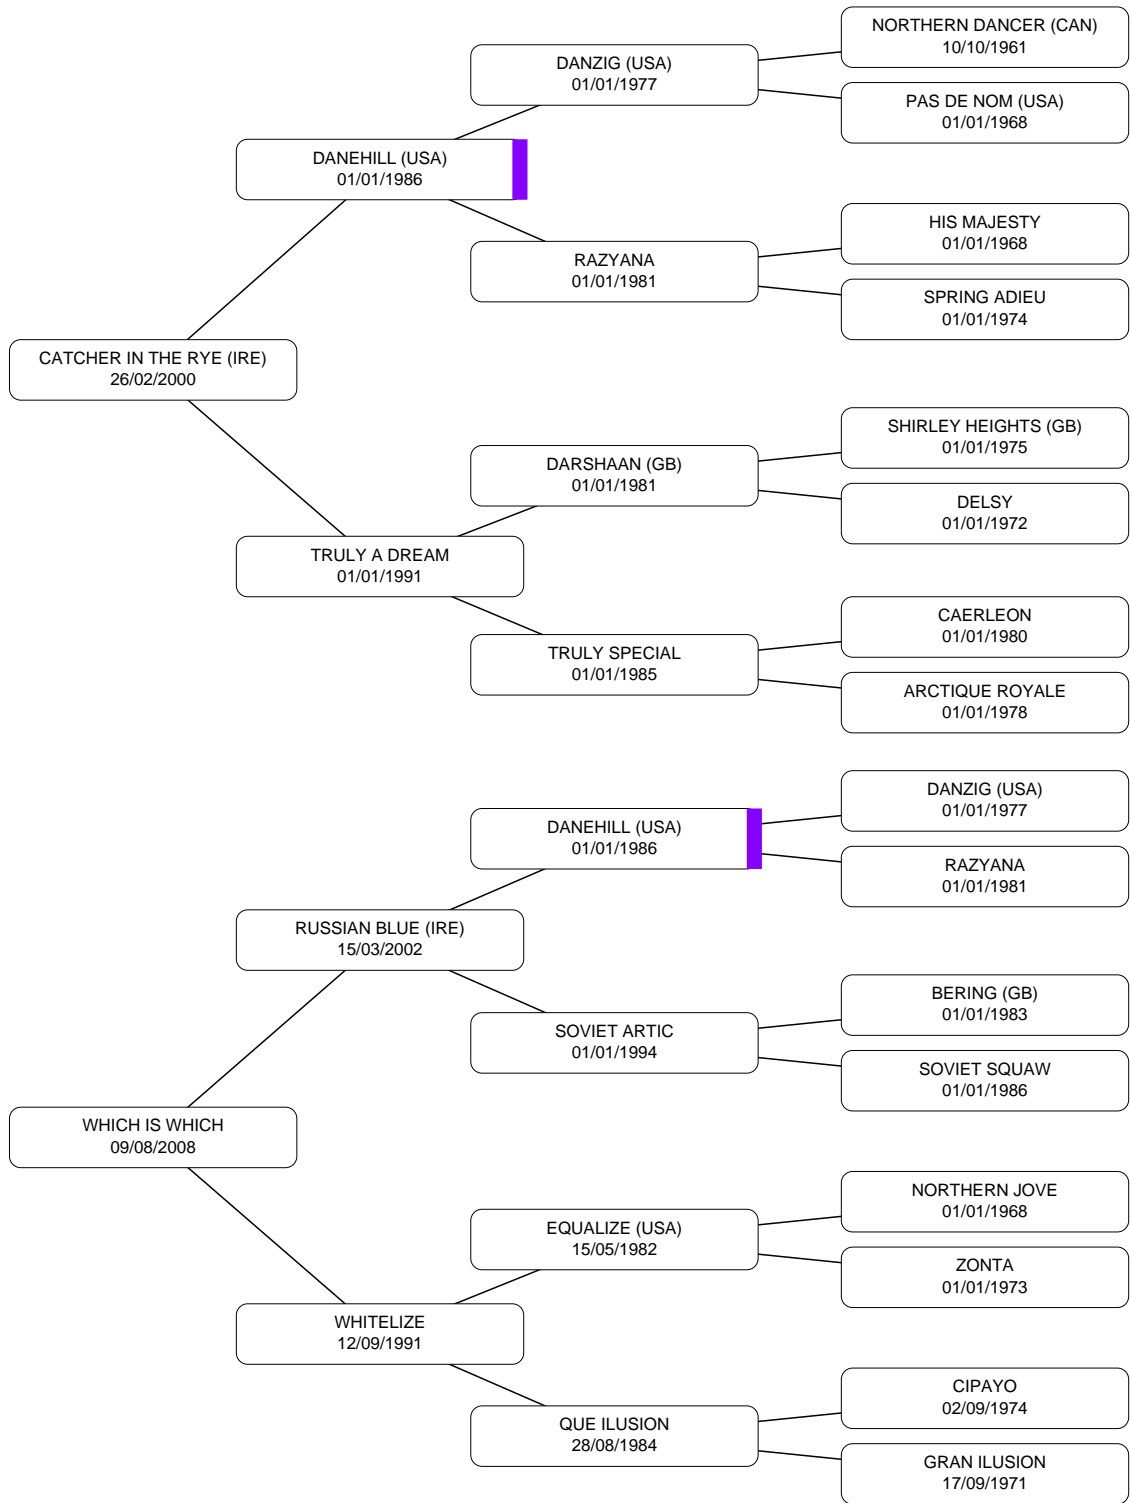 NORTHERN DANCER (CAN)
10/10/1961
DANZIG (USA)
01/01/1977
PAS DE NOM (USA)
01/01/1968
DANEHILL (USA)
01/01/1986
HIS MAJESTY
01/01/1968
RAZYANA
01/01/1981
SPRING ADIEU
01/01/1974
CATCHER IN THE RYE (IRE)
26/02/2000
SHIRLEY HEIGHTS (GB)
01/01/1975
DARSHAAN (GB)
01/01/1981
DELSY
01/01/1972
TRULY A DREAM
01/01/1991
CAERLEON
01/01/1980
TRULY SPECIAL
01/01/1985
ARCTIQUE ROYALE
01/01/1978
DANZIG (USA)
01/01/1977
DANEHILL (USA)
01/01/1986
RAZYANA
01/01/1981
RUSSIAN BLUE (IRE)
15/03/2002
BERING (GB)
01/01/1983
SOVIET ARTIC
01/01/1994
SOVIET SQUAW
01/01/1986
WHICH IS WHICH
09/08/2008
NORTHERN JOVE
01/01/1968
EQUALIZE (USA)
15/05/1982
ZONTA
01/01/1973
WHITELIZE
12/09/1991
CIPAYO
02/09/1974
QUE ILUSION
28/08/1984
GRAN ILUSION
17/09/1971